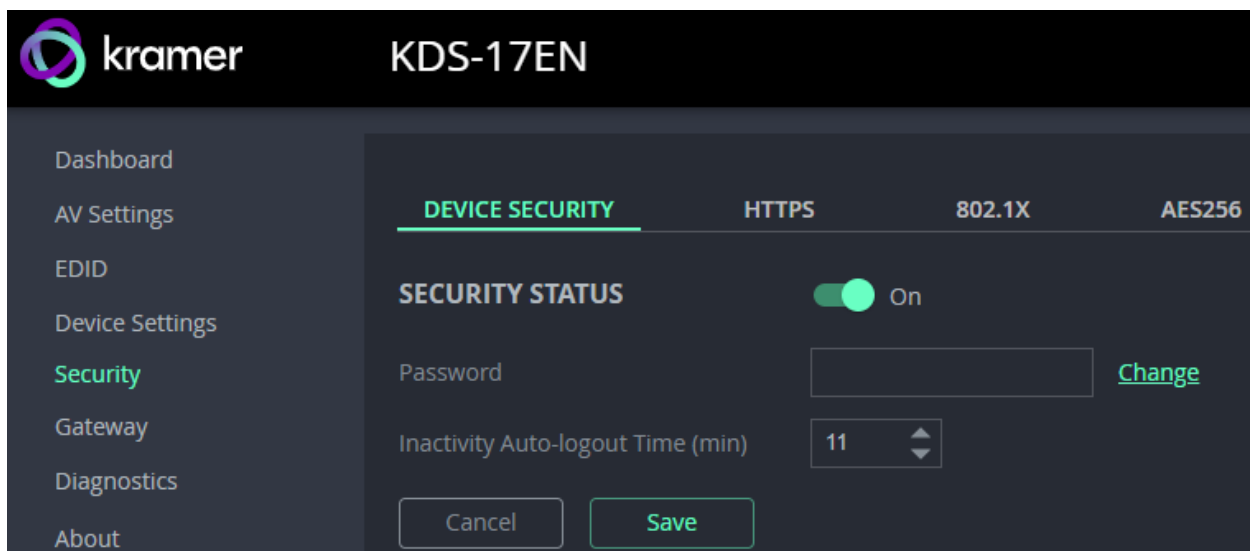 kramer KDS-17EN
Dashboard
AV Settings
EDID
Device Settings
Security
Gateway
Diagnostics
About
DEVICE SECURITY HTTPS 802.1X AES256
SECURITY STATUS On
Password Change
Inactivity Auto-logout Time (min) 11
Cancel Save